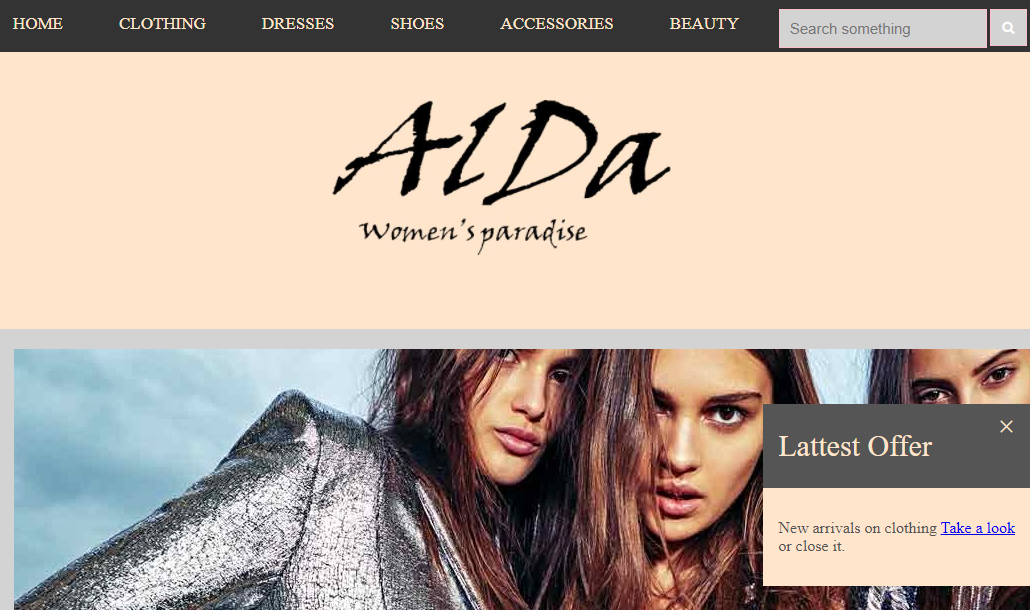 HOME CLOTHING DRESSES SHOES ACCESSORIES BEAUTY Search something
AlDa
Women's paradise
Lattest Offer
New arrivals on clothing Take a look
or close it.